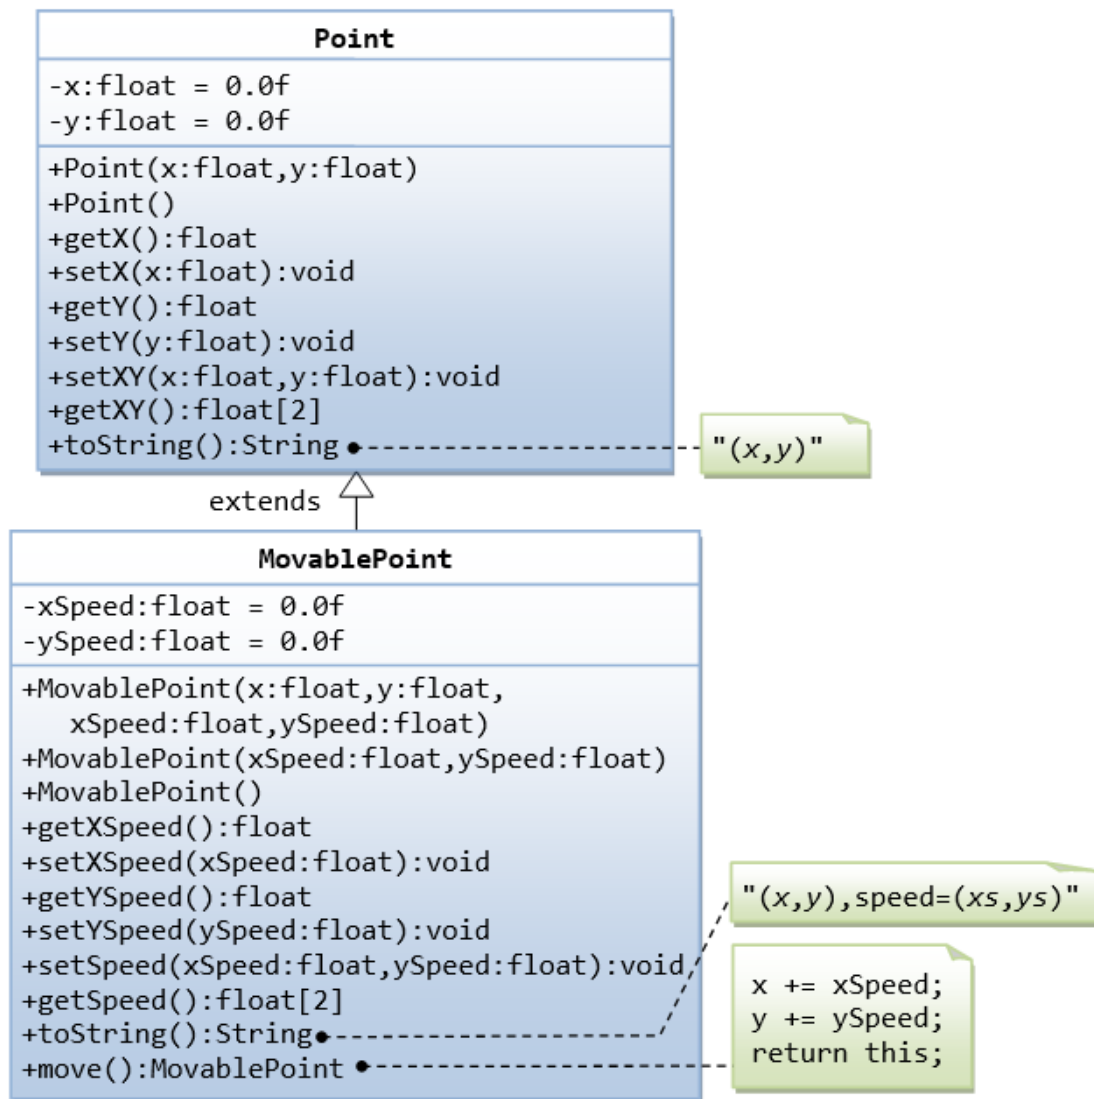 Point
-x:float = 0.0f
-y:float = 0.0f
+Point(x:float,y:float)
+Point()
+getX():float
+setX(x:float):void
+getY():float
+setY(y:float):void
+setXY(x:float,y:float):void
+getXY():float[2]
+toString():String
"(x,y)"
extends
MovablePoint
-xSpeed:float = 0.0f
-ySpeed:float = 0.0f
+MovablePoint(x:float,y:float,
xSpeed:float,ySpeed:float)
+MovablePoint(xSpeed:float,ySpeed:float)
+MovablePoint()
+getXSpeed():float
+setXSpeed(xSpeed:float):void
+getYSpeed():float
+setYSpeed(ySpeed:float):void
+setSpeed(xSpeed:float,ySpeed:float):void
+getSpeed():float[2]
+toString():String
+move():MovablePoint
"(x,y),speed=(xs,ys)"
x += xSpeed;
y += ySpeed;
return this;